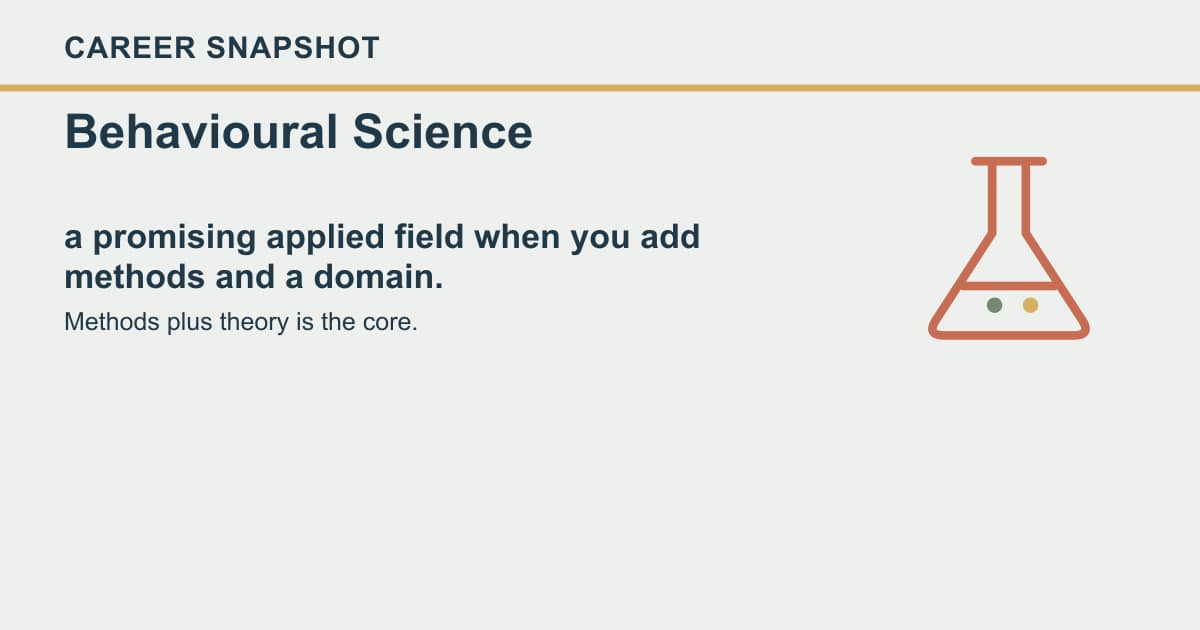 CAREER SNAPSHOT
Behavioural Science
a promising applied field when you add
methods and a domain.
Methods plus theory is the core.